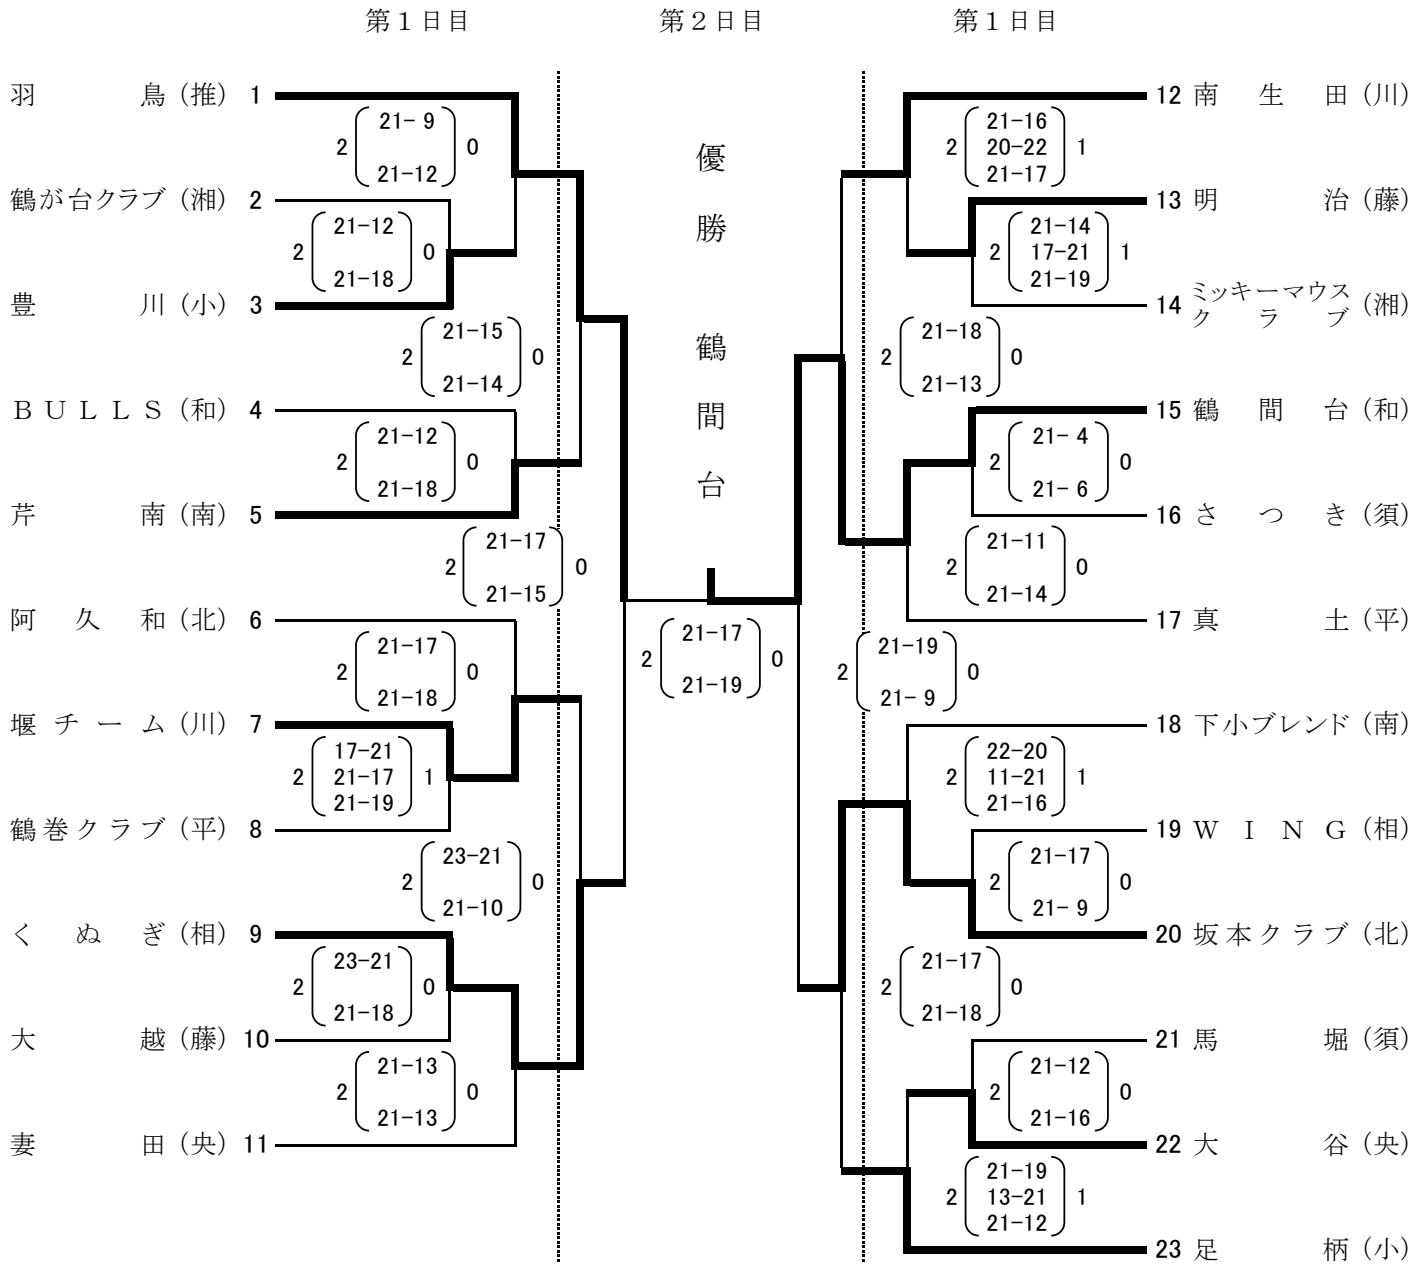 第１日目
第２日目
第１日目
羽鳥（推） 1
2 21- 9 0
21-12
鶴が台クラブ（湘） 2
2 21-12 0
21-18
豊川（小） 3
2 21-15 0
21-14
ＢＵＬＬＳ（和） 4
2 21-12 0
21-18
芹南（南） 5
2 21-17 0
21-15
阿久和（北） 6
2 21-17 0
21-18
堰チーム（川） 7
17-21
2 21-17 1
21-19
鶴巻クラブ（平） 8
2 23-21 0
21-10
くぬぎ（相） 9
2 23-21 0
21-18
大越（藤） 10
2 21-13 0
21-13
妻田（央） 11
優勝　鶴間台
2 21-17 0
21-19
12 南生田（川）
21-16
2 20-22 1
21-17
13 明治（藤）
21-14
2 17-21 1
21-19
14 ミッキーマウス
クラブ（湘）
2 21-18 0
21-13
15 鶴間台（和）
2 21- 4 0
21- 6
16 さつき（須）
2 21-11 0
21-14
17 真土（平）
2 21-19 0
21- 9
18 下小ブレンド（南）
22-20
2 11-21 1
21-16
19 ＷＩＮＧ（相）
2 21-17 0
21- 9
20 坂本クラブ（北）
2 21-17 0
21-18
21 馬堀（須）
2 21-12 0
21-16
22 大谷（央）
21-19
2 13-21 1
21-12
23 足柄（小）